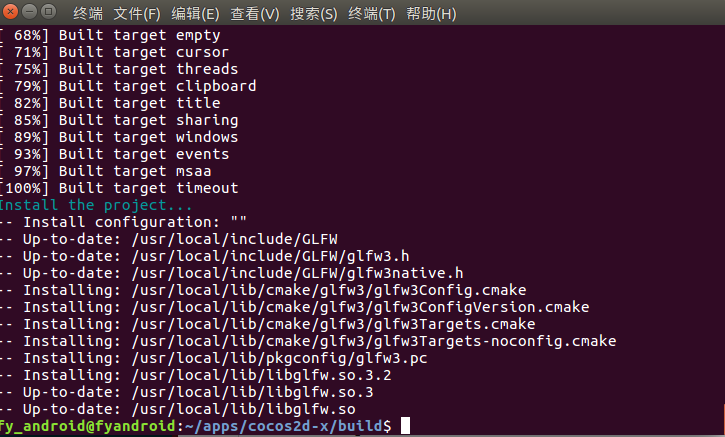 终端 文件(F) 编辑(E) 查看(V) 搜索(S) 终端(T) 帮助(H)
[ 68%] Built target empty
[ 71%] Built target cursor
[ 75%] Built target threads
[ 79%] Built target clipboard
[ 82%] Built target title
[ 85%] Built target sharing
[ 89%] Built target windows
[ 93%] Built target events
[ 97%] Built target msaa
[100%] Built target timeout
Install the project...
-- Install configuration: ""
-- Up-to-date: /usr/local/include/GLFW
-- Up-to-date: /usr/local/include/GLFW/glfw3.h
-- Up-to-date: /usr/local/include/GLFW/glfw3native.h
-- Installing: /usr/local/lib/cmake/glfw3/glfw3Config.cmake
-- Installing: /usr/local/lib/cmake/glfw3/glfw3ConfigVersion.cmake
-- Installing: /usr/local/lib/cmake/glfw3/glfw3Targets.cmake
-- Installing: /usr/local/lib/cmake/glfw3/glfw3Targets-noconfig.cmake
-- Installing: /usr/local/lib/pkgconfig/glfw3.pc
-- Installing: /usr/local/lib/libglfw.so.3.2
-- Up-to-date: /usr/local/lib/libglfw.so.3
-- Up-to-date: /usr/local/lib/libglfw.so
fy_android@fyandroid:~/apps/cocos2d-x/build$